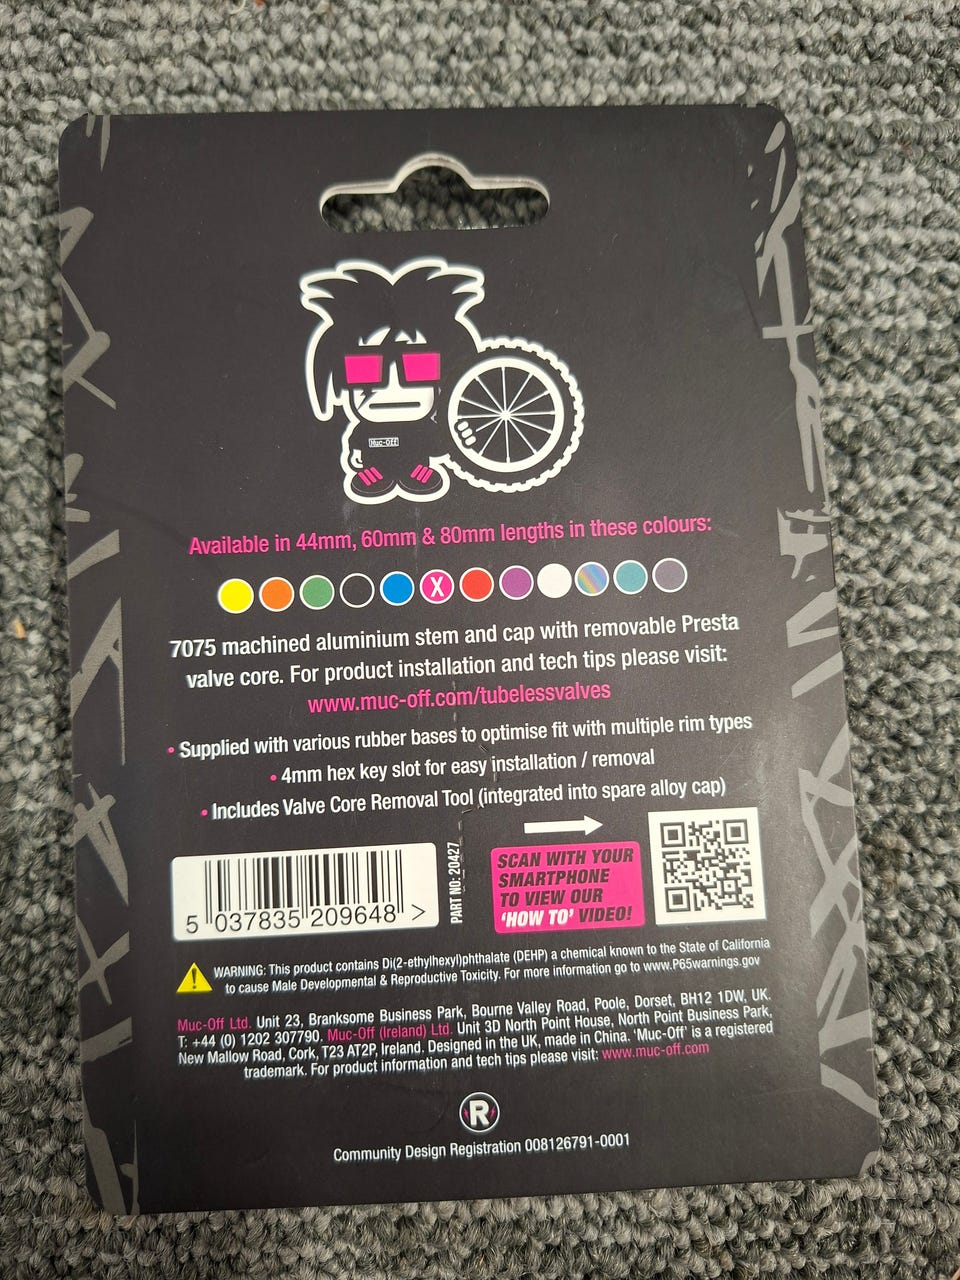 Muc-Off
Available in 44mm, 60mm & 80mm lengths in these colours:
X
7075 machined aluminium stem and cap with removable Presta
valve core. For product installation and tech tips please visit:
www.muc-off.com/tubelessvalves
• Supplied with various rubber bases to optimise fit with multiple rim types
• 4mm hex key slot for easy installation / removal
• Includes Valve Core Removal Tool (integrated into spare alloy cap)
5 037835 209648 >
PART NO: 20427
SCAN WITH YOUR
SMARTPHONE
TO VIEW OUR
‘HOW TO’ VIDEO!
WARNING: This product contains Di(2-ethylhexyl)phthalate (DEHP) a chemical known to the State of California
to cause Male Developmental & Reproductive Toxicity. For more information go to www.P65warnings.gov
Muc-Off Ltd. Unit 23, Branksome Business Park, Bourne Valley Road, Poole, Dorset, BH12 1DW, UK.
T: +44 (0) 1202 307790. Muc-Off (Ireland) Ltd. Unit 3D North Point House, North Point Business Park,
New Mallow Road, Cork, T23 AT2P, Ireland. Designed in the UK, made in China. ‘Muc-Off’ is a registered
trademark. For product information and tech tips please visit: www.muc-off.com
R
Community Design Registration 008126791-0001